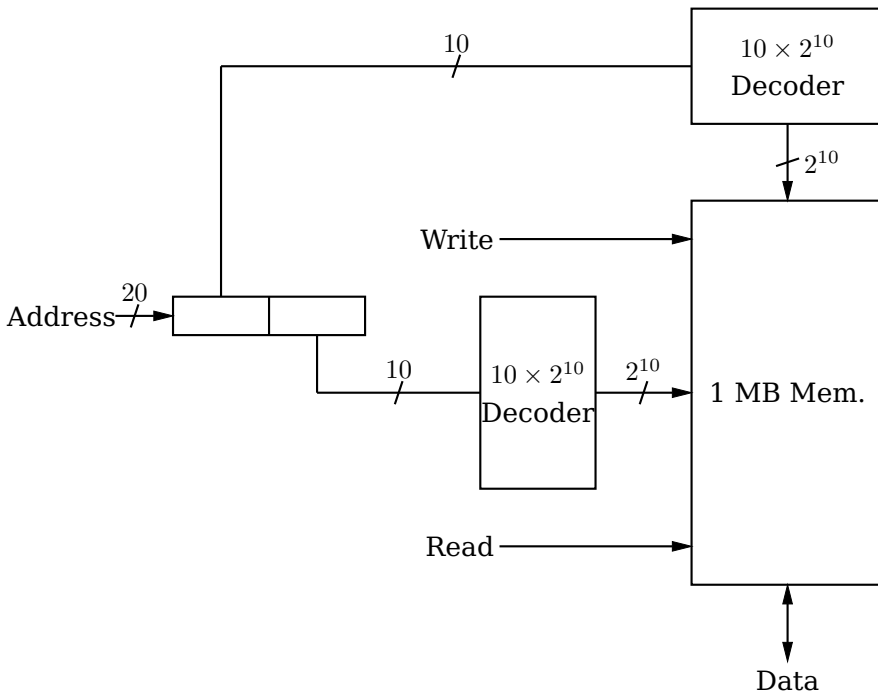 10
10 × 2^10
Decoder
2^10
Write
20
Address
10
10 × 2^10
Decoder
2^10
1 MB Mem.
Read
Data